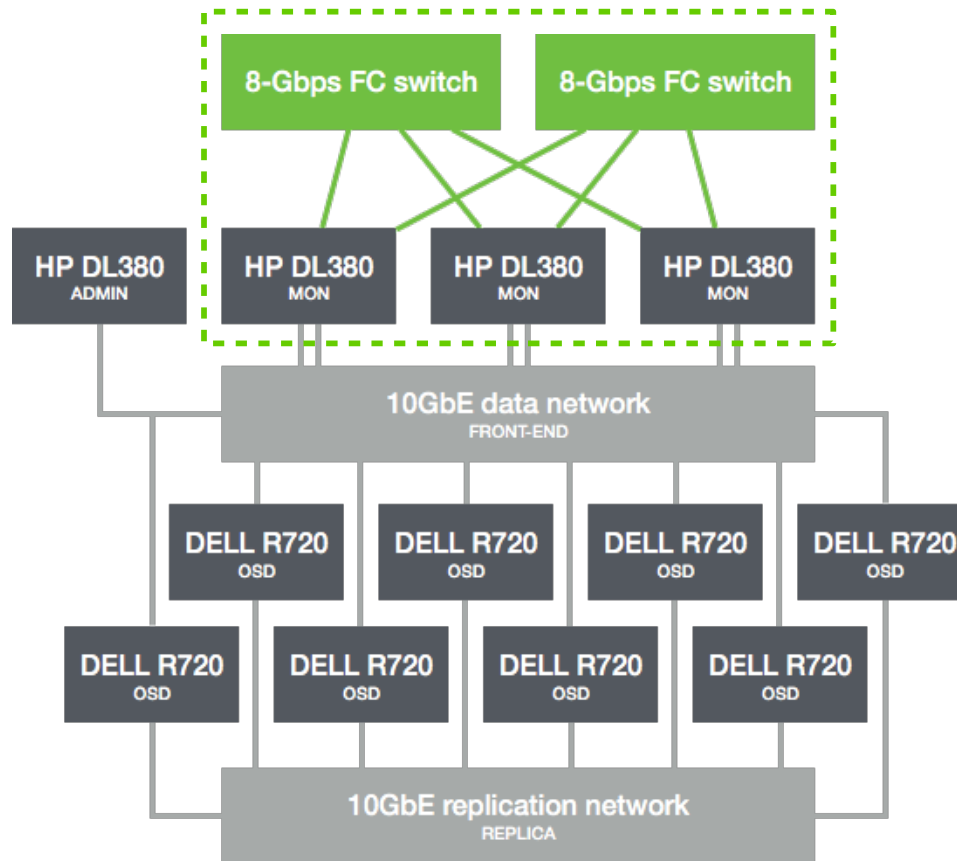 8-Gbps FC switch
8-Gbps FC switch
HP DL380
ADMIN
HP DL380
MON
HP DL380
MON
HP DL380
MON
10GbE data network
FRONT-END
DELL R720
OSD
DELL R720
OSD
DELL R720
OSD
DELL R720
OSD
DELL R720
OSD
DELL R720
OSD
DELL R720
OSD
DELL R720
OSD
10GbE replication network
REPLICA